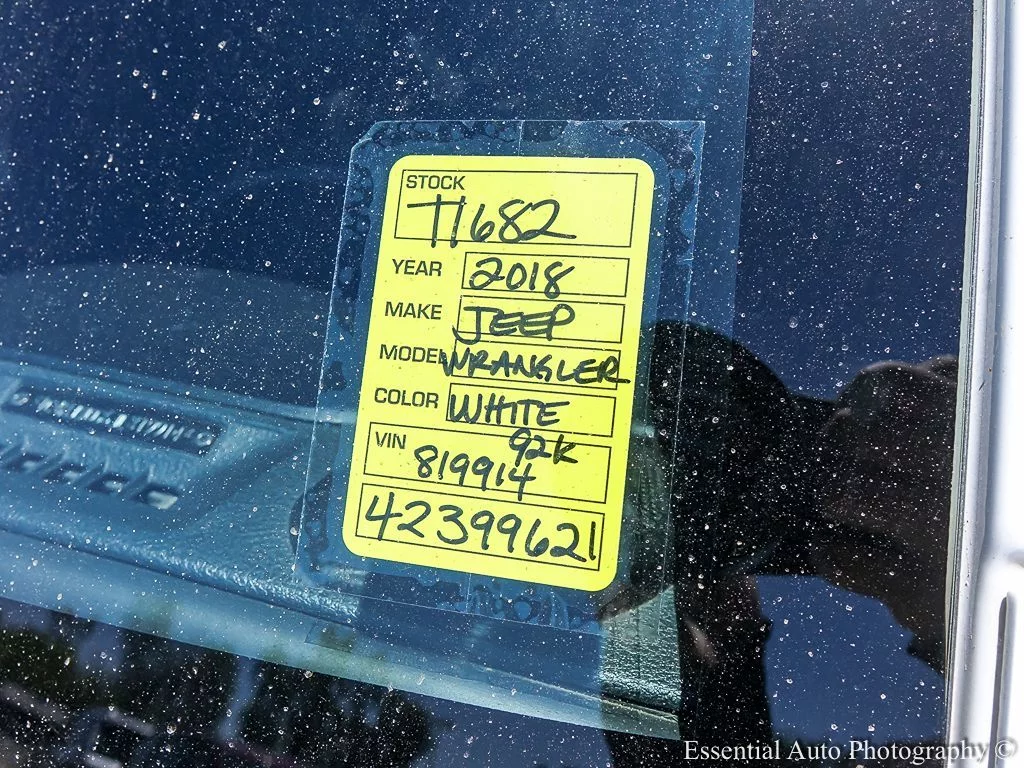 STOCK
T1682
YEAR 2018
MAKE JEEP
MODEL WRANGLER
COLOR WHITE
92K
VIN 819914
42399621
Essential Auto Photography ©